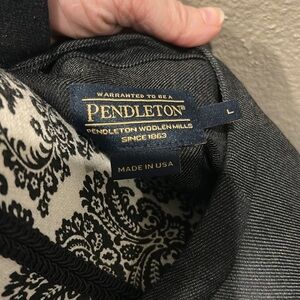 WARRANTED TO BE A
PENDLETON®
PENDLETON WOOLEN MILLS
SINCE 1863
L
MADE IN USA